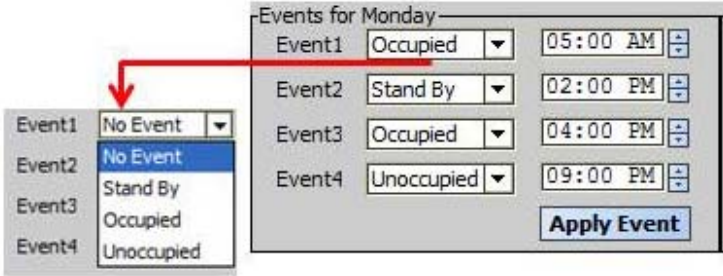 Events for Monday
Event1 Occupied 05:00 AM
Event2 Stand By 02:00 PM
Event3 Occupied 04:00 PM
Event4 Unoccupied 09:00 PM
Apply Event
Event1 No Event
Event2 No Event
Stand By
Event3 Occupied
Event4 Unoccupied